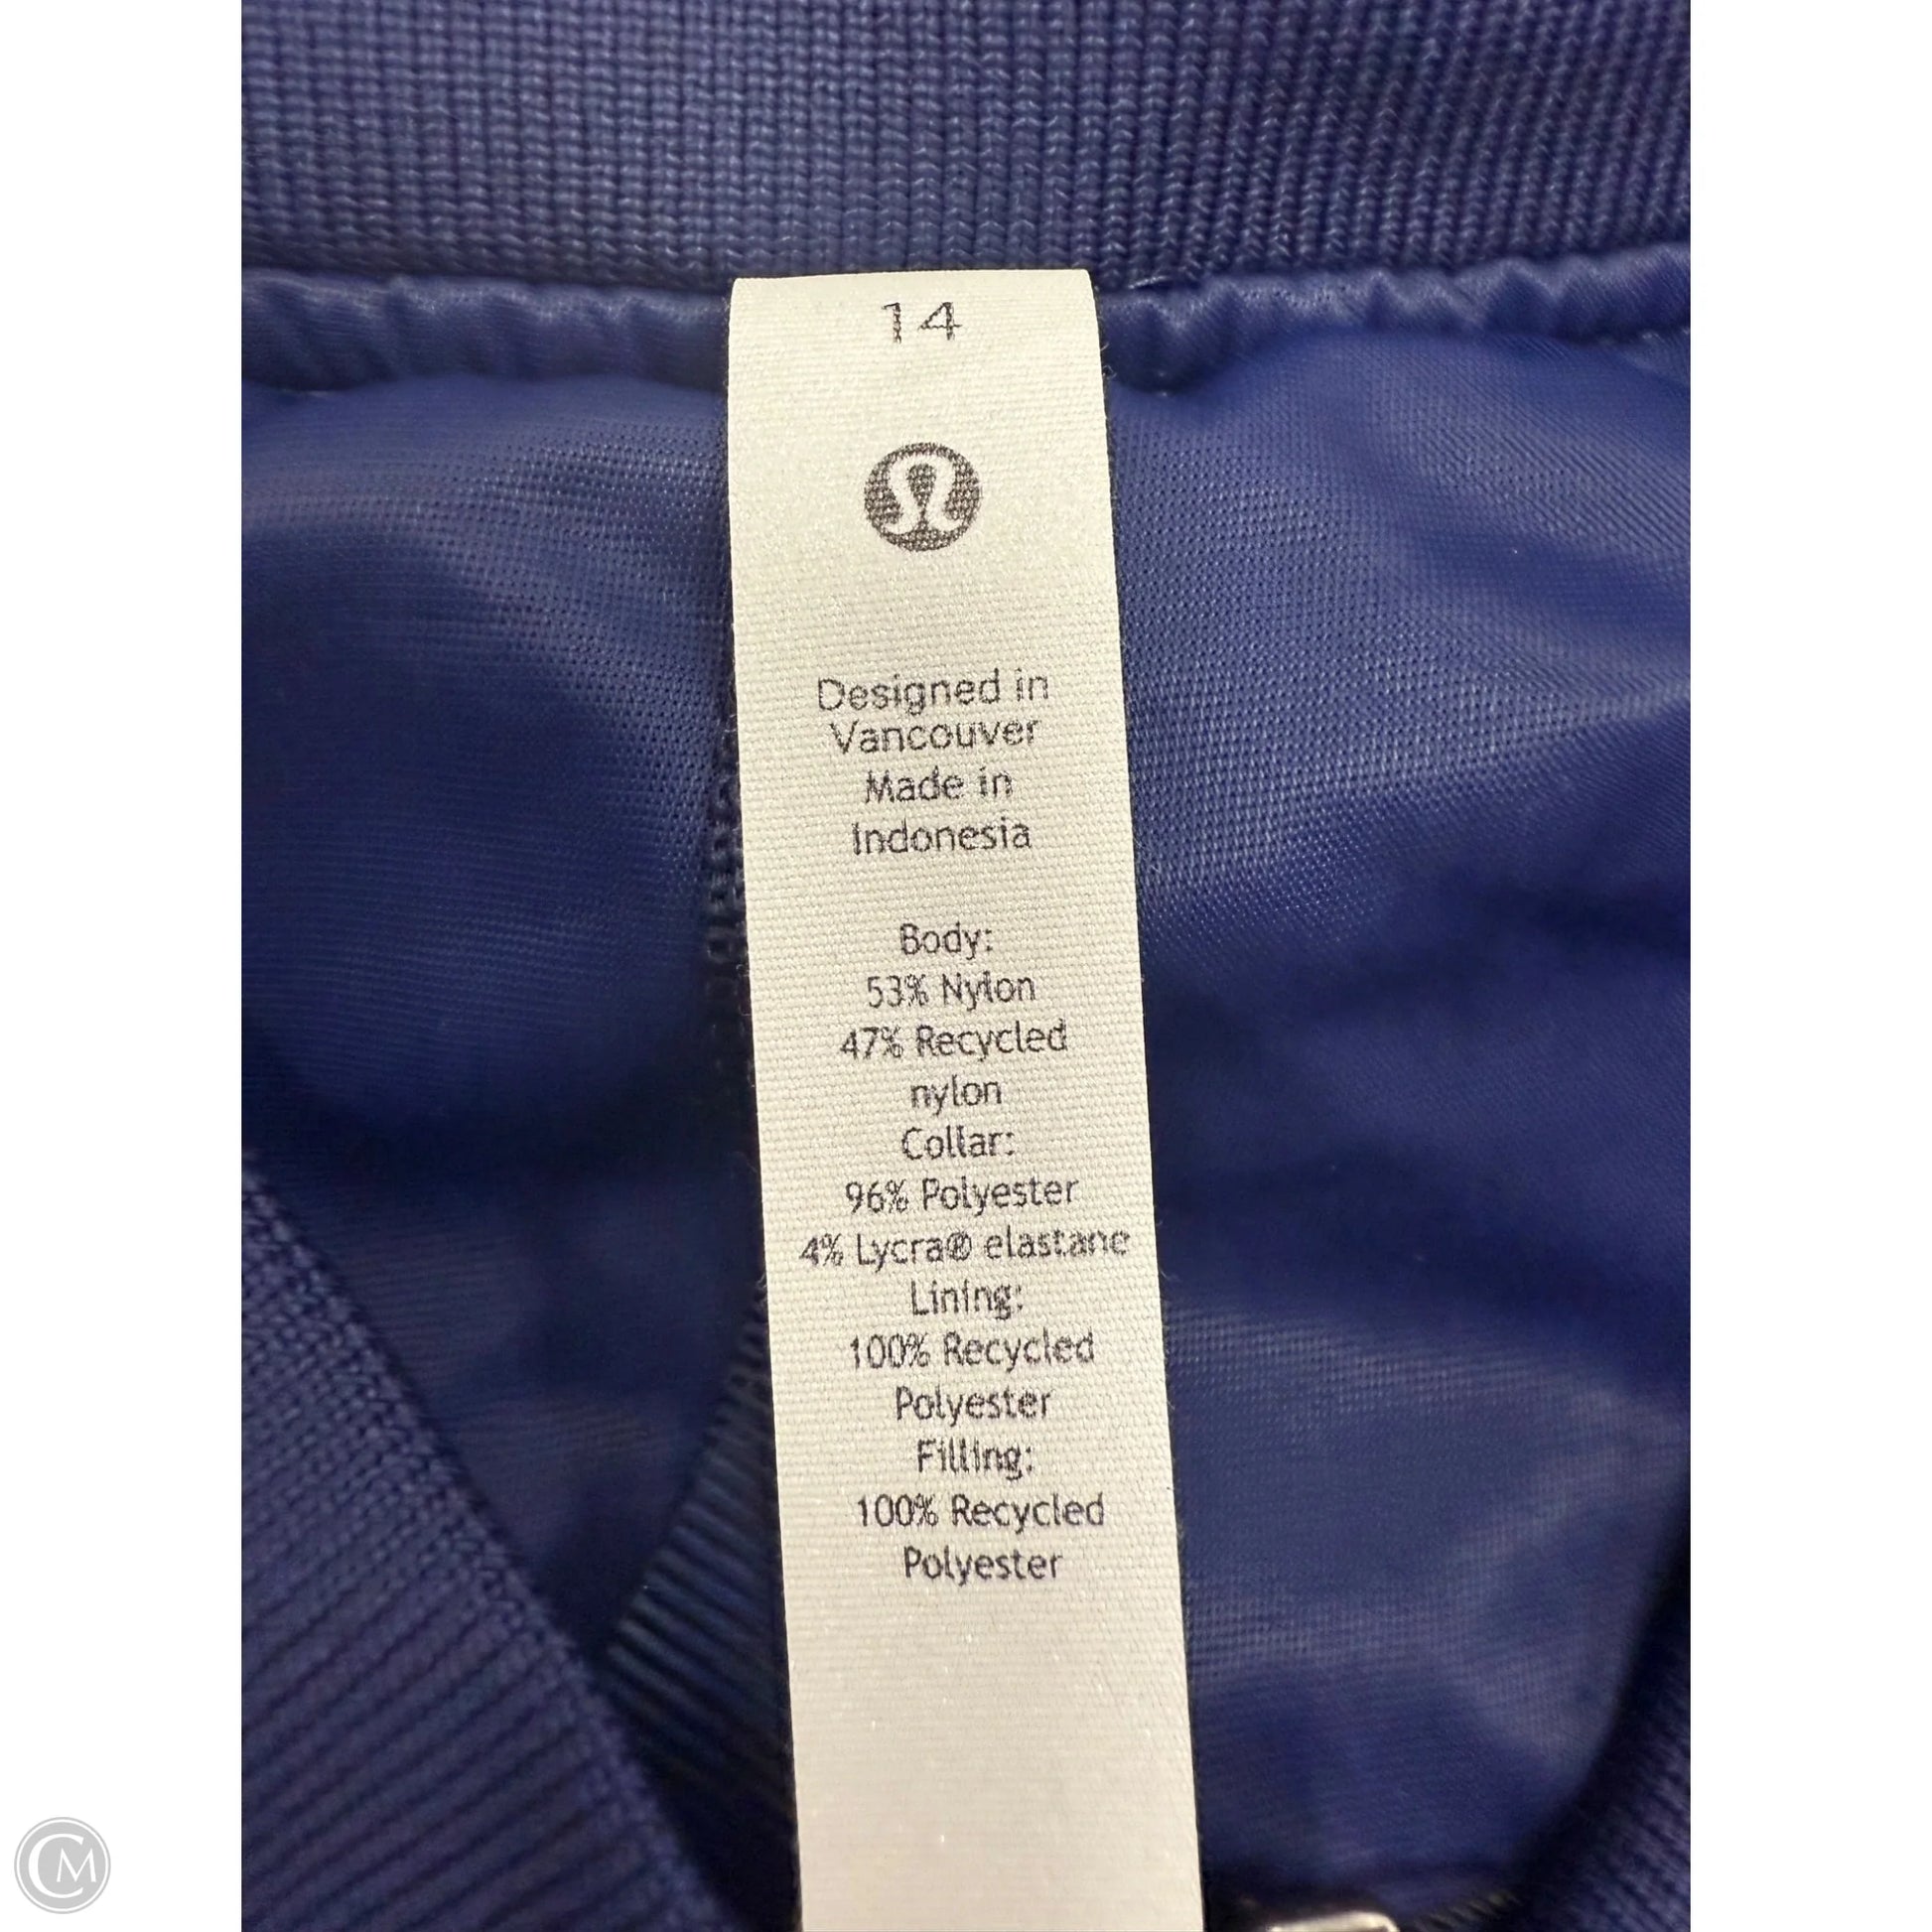 14
Designed in
Vancouver
Made in
Indonesia
Body:
53% Nylon
47% Recycled
nylon
Collar:
96% Polyester
4% Lycra® elastane
Lining:
100% Recycled
Polyester
Filling:
100% Recycled
Polyester
CM